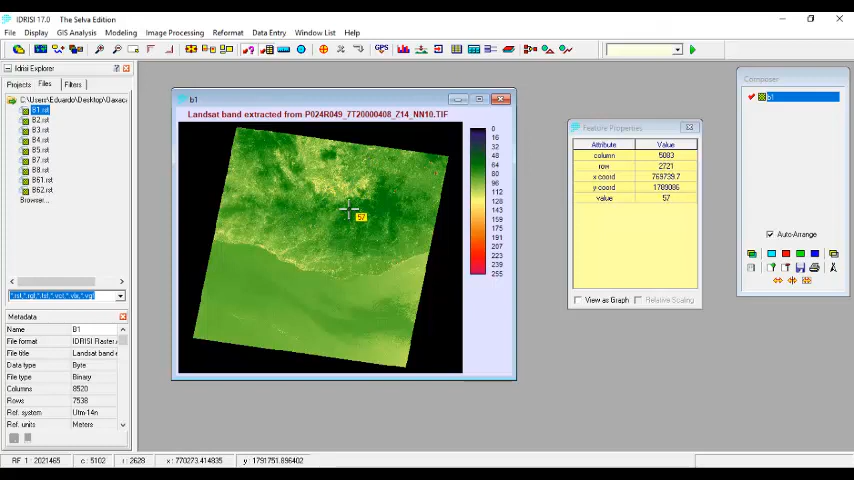 IDRISI 17.0 - The Selva Edition
File Display GIS Analysis Modeling Image Processing Reformat Data Entry Window List Help
GPS
Idrisi Explorer
Projects Files Filters
C:\Users\Eduardo\Desktop\Oaxaca
B1.rst
B2.rst
B3.rst
B4.rst
B5.rst
B7.rst
B8.rst
B61.rst
B62.rst
Browser...
Metadata
Name B1
File format IDRISI Raster
File title Landsat band e
Data type Byte
File type Binary
Columns 8520
Rows 7538
Ref. system Utm-14n
Ref. units Meters
b1
Landsat band extracted from P024R049_7T20000408_Z14_NN10.TIF
57
0
16
32
48
64
80
96
112
128
143
159
175
191
207
223
239
255
Feature Properties
Attribute Value
column 5083
row 2721
x coord 769739.7
y coord 1789086
value 57
View as Graph Relative Scaling
Composer
b1
Auto-Arrange
RF : 2021465 c : 5102 r : 2628 x : 770273.414835 y : 1791751.896402